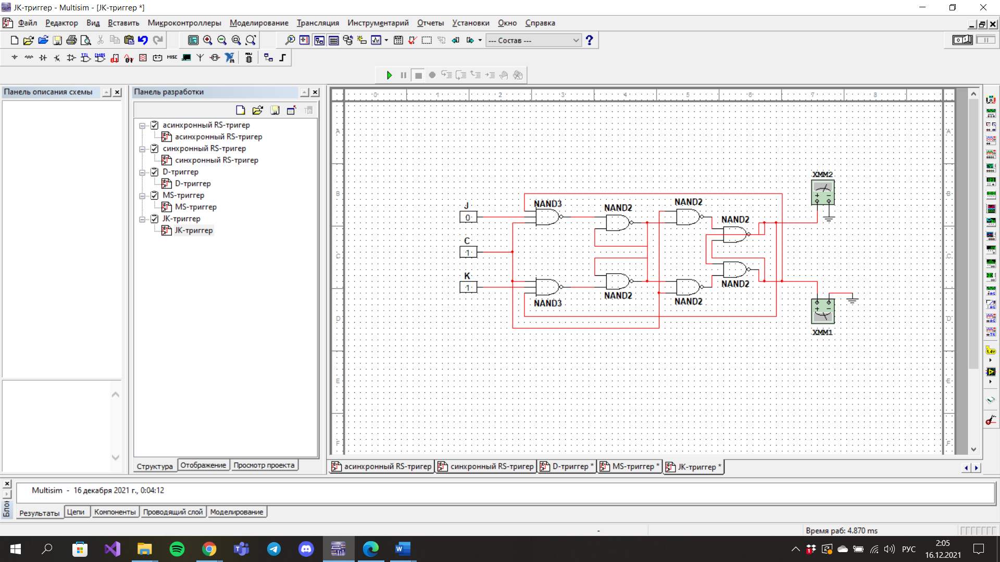 JK-триггер - Multisim - [JK-триггер *]
Файл Редактор Вид Вставить Микроконтроллеры Моделирование Трансляция Инструментарий Отчеты Установки Окно Справка
--- Состав ---
MISC
Панель описания схемы
Панель разработки
асинхронный RS-тригер
асинхронный RS-тригер
синхронный RS-тригер
синхронный RS-тригер
D-триггер
D-триггер
MS-триггер
MS-триггер
JK-триггер
JK-триггер
Структура Отображение Просмотр проекта
0 1 2 3 4 5 6 7 8
A A
B B
C C
D D
E E
F F
XMM2
J
0
C
1
K
1
NAND3
NAND2
NAND2
NAND2
NAND2
NAND3
NAND2
NAND2
XMM1
1.4v
асинхронный RS-тригер синхронный RS-тригер D-триггер * MS-триггер * JK-триггер *
Multisim - 16 декабря 2021 г., 0:04:12
Результаты Цепи Компоненты Проводящий слой Моделирование
-
Время раб: 4.870 ms
РУС
2:05
16.12.2021